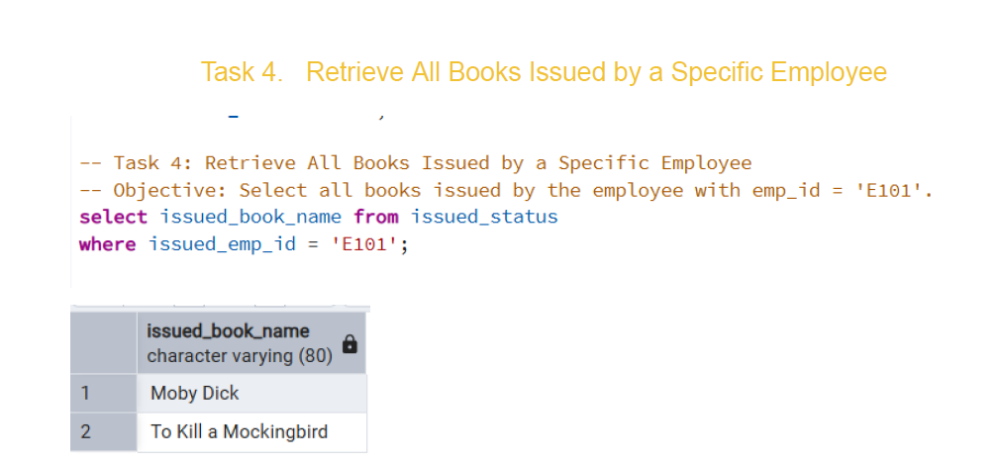 Task 4. Retrieve All Books Issued by a Specific Employee
-- Task 4: Retrieve All Books Issued by a Specific Employee
-- Objective: Select all books issued by the employee with emp_id = 'E101'.
select issued_book_name from issued_status
where issued_emp_id = 'E101';
issued_book_name
character varying (80)
1 Moby Dick
2 To Kill a Mockingbird